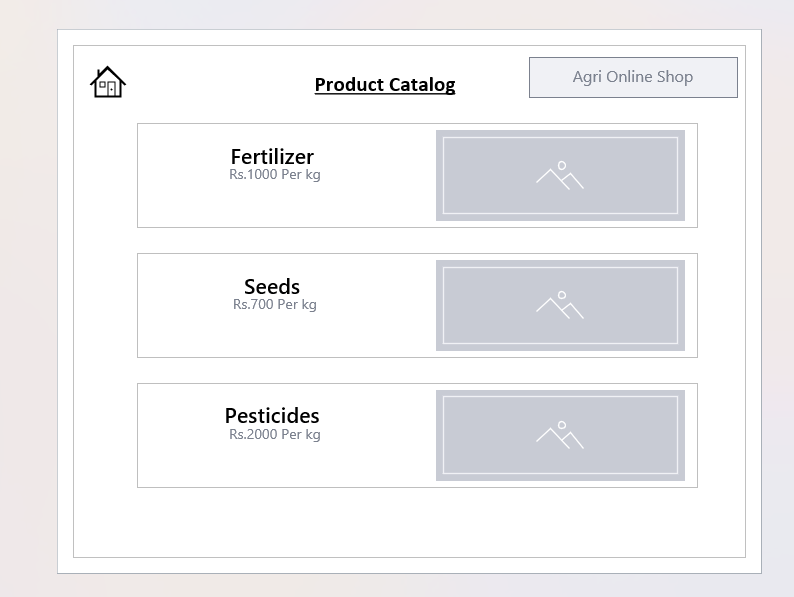 Product Catalog
Agri Online Shop
Fertilizer
Rs.1000 Per kg
Seeds
Rs.700 Per kg
Pesticides
Rs.2000 Per kg